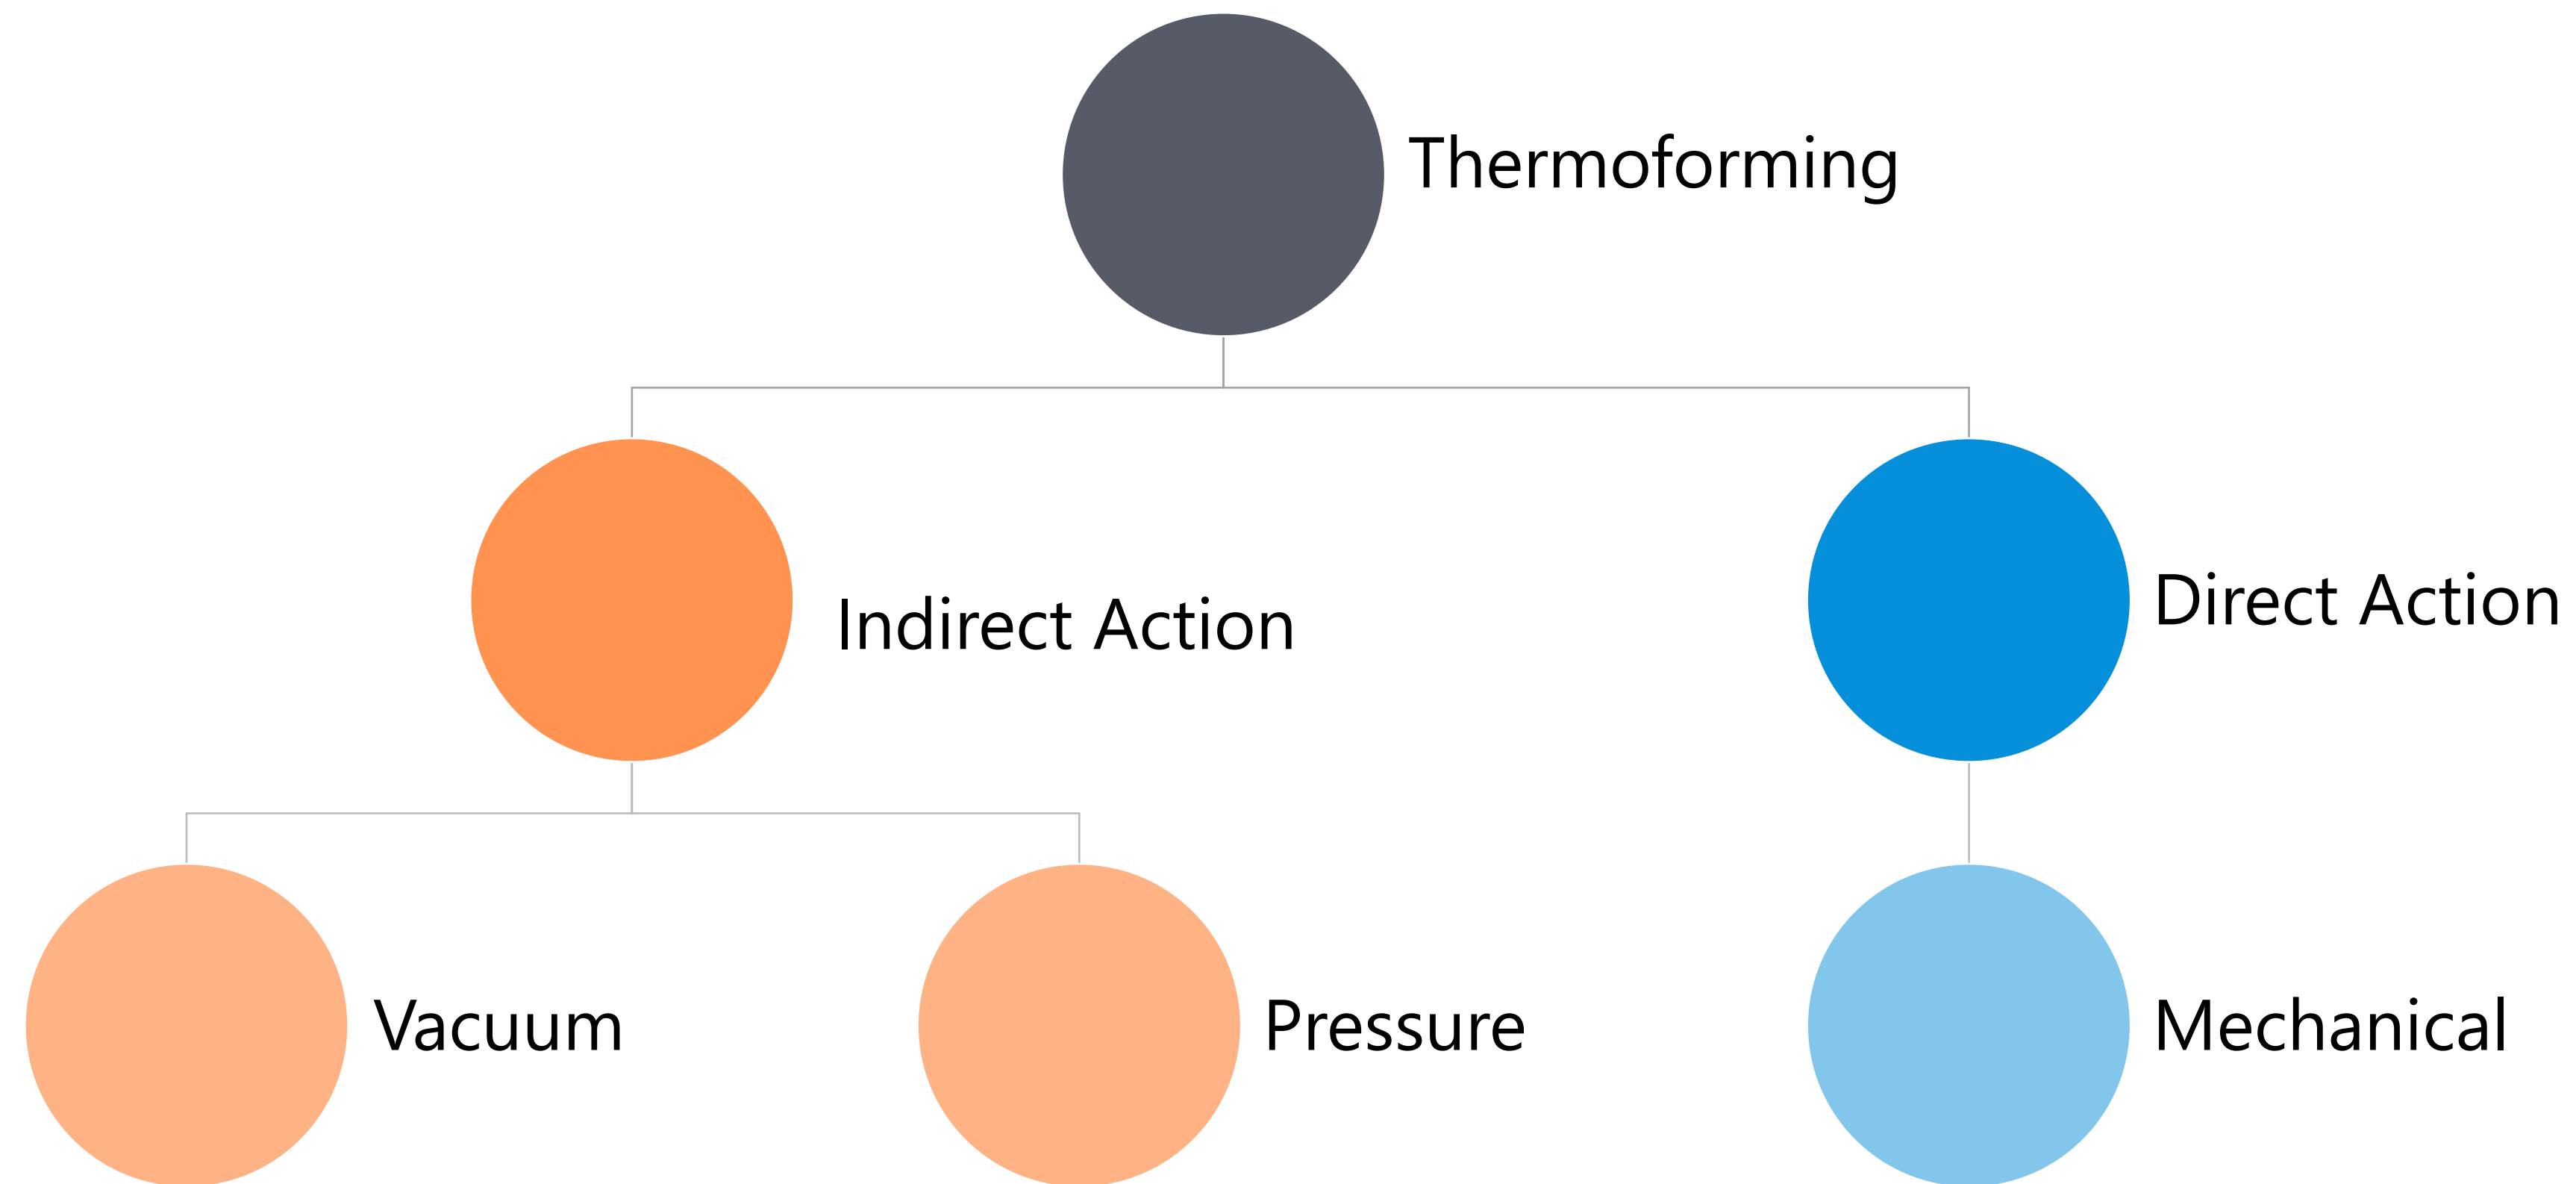 Thermoforming
Indirect Action
Direct Action
Vacuum
Pressure
Mechanical